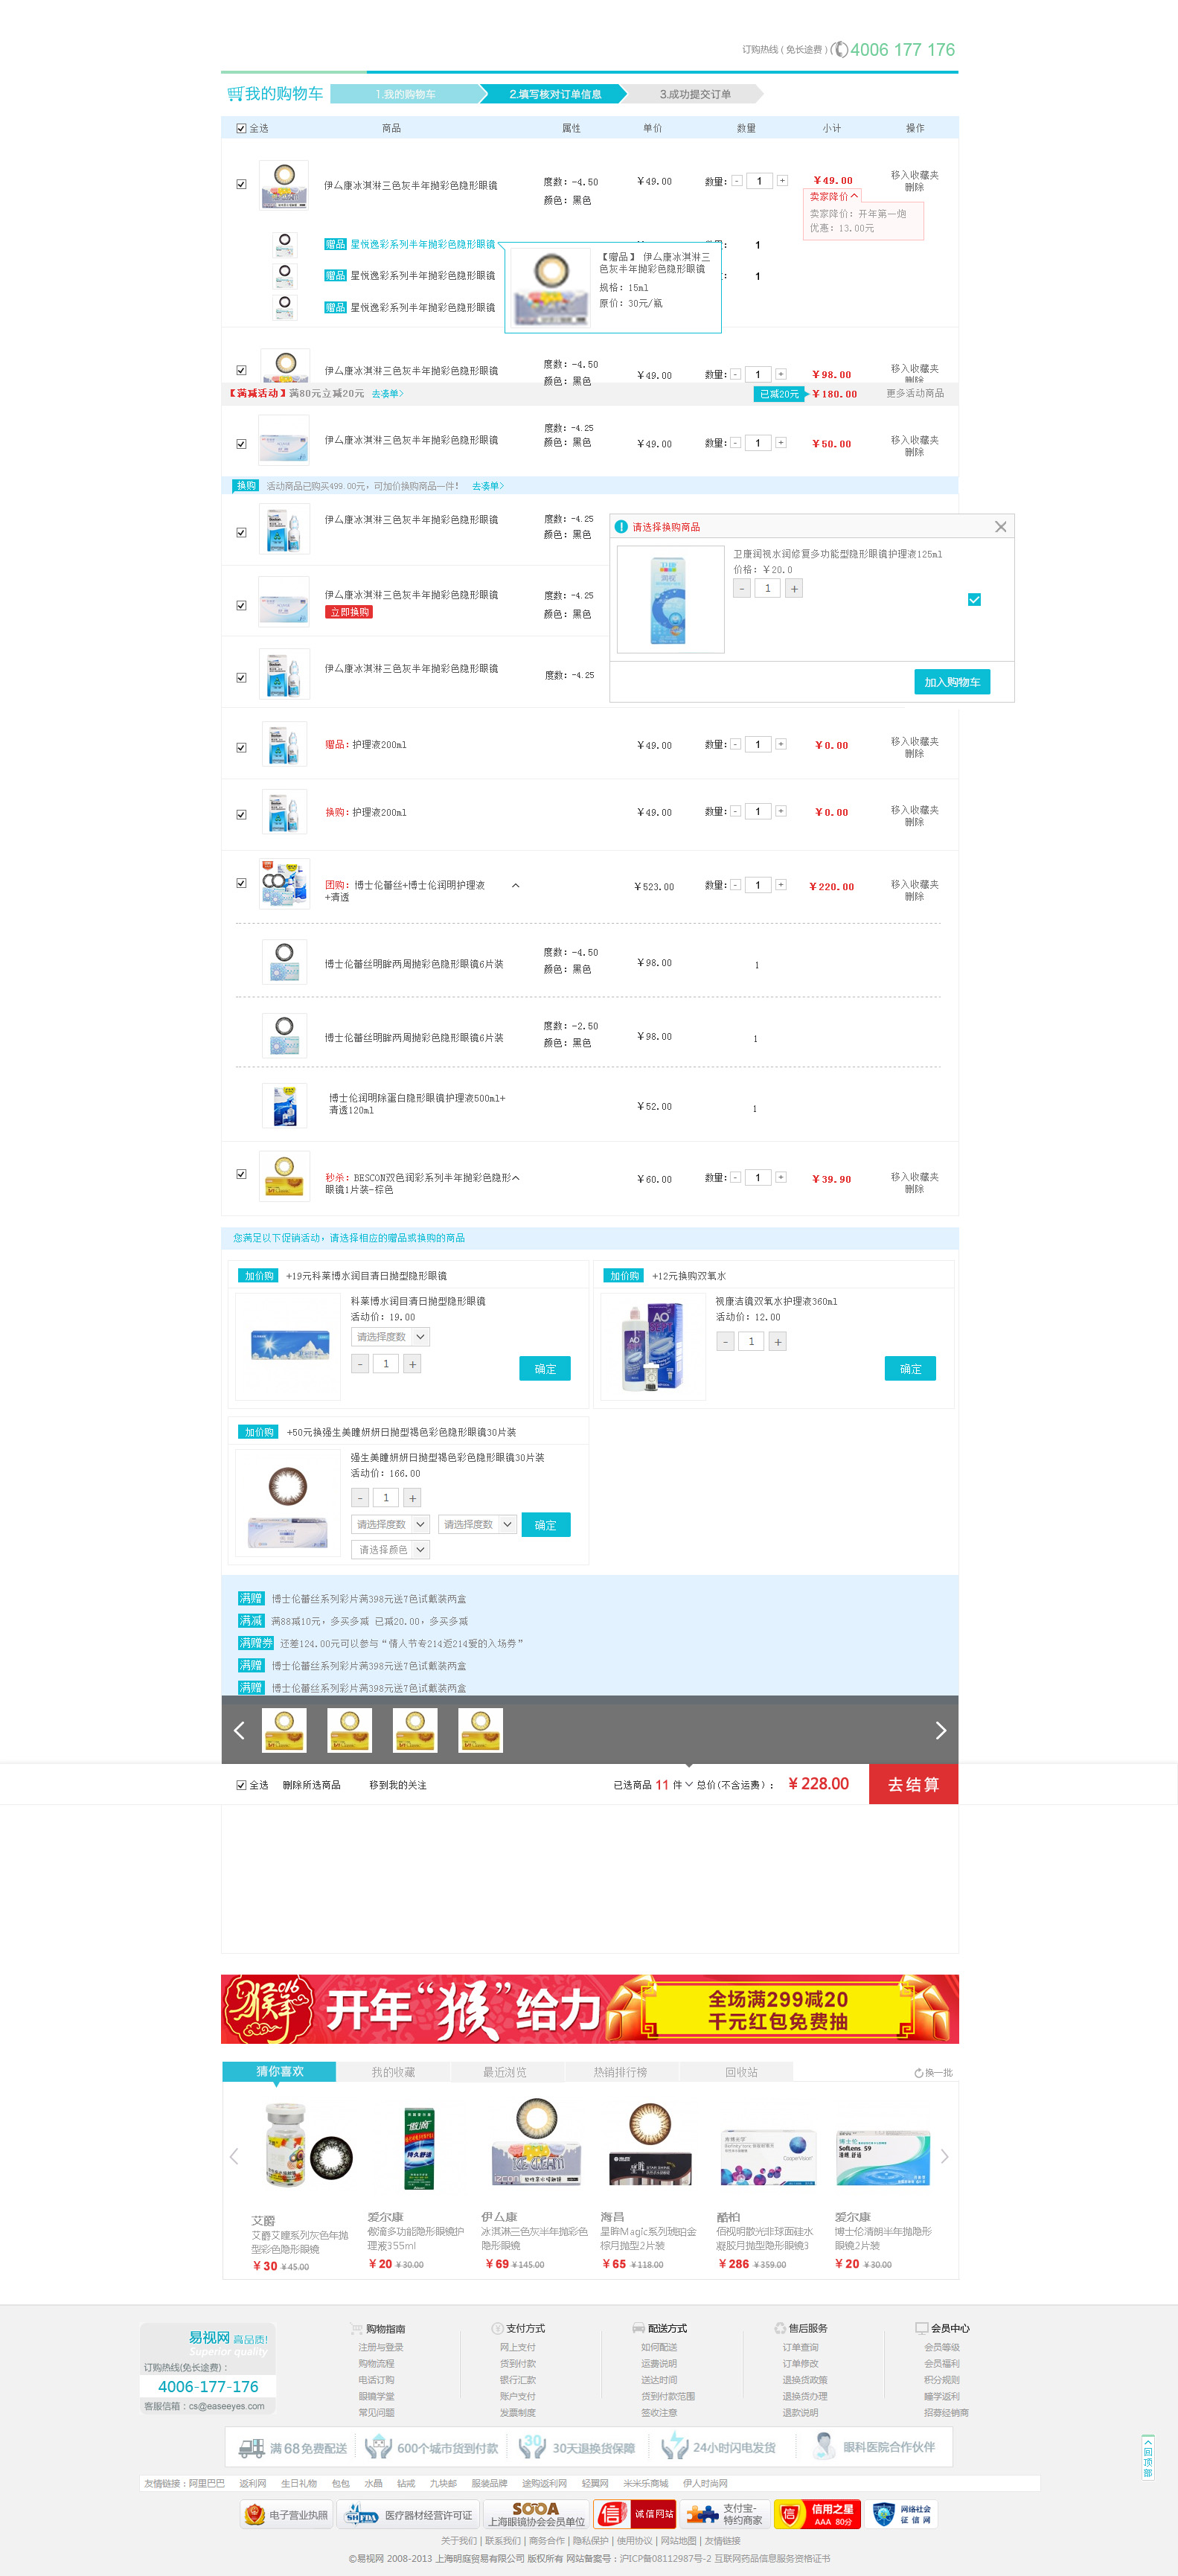 订购热线 ( 免长途费 ) 4006 177 176
我的购物车 1.我的购物车 2.填写核对订单信息 3.成功提交订单
全选 商品 属性 单价 数量 小计 操作
伊厶康冰淇淋三色灰半年抛彩色隐形眼镜 度数：-4.50 ￥49.00 数量： - 1 + ￥49.00 移入收藏夹
颜色：黑色 删除
卖家降价
卖家降价：开年第一炮
优惠：13.00元
赠品 星悦逸彩系列半年抛彩色隐形眼镜 1
赠品 星悦逸彩系列半年抛彩色隐形眼镜 1
赠品 星悦逸彩系列半年抛彩色隐形眼镜
【赠品】 伊厶康冰淇淋三
色灰半年抛彩色隐形眼镜
规格：15ml
原价：30元/瓶
伊厶康冰淇淋三色灰半年抛彩色隐形眼镜 度数：-4.50 ￥49.00 数量： - 1 + ￥98.00 移入收藏夹
颜色：黑色 删除
【满减活动】满80元立减20元 去凑单> 已减20元 ￥180.00 更多活动商品
伊厶康冰淇淋三色灰半年抛彩色隐形眼镜 度数：-4.25 ￥49.00 数量： - 1 + ￥50.00 移入收藏夹
颜色：黑色 删除
换购 活动商品已购买499.00元，可加价换购商品一件！ 去凑单>
伊厶康冰淇淋三色灰半年抛彩色隐形眼镜 度数：-4.25
颜色：黑色
伊厶康冰淇淋三色灰半年抛彩色隐形眼镜 度数：-4.25
立即换购 颜色：黑色
伊厶康冰淇淋三色灰半年抛彩色隐形眼镜 度数：-4.25
请选择换购商品
卫康润视水润修复多功能型隐形眼镜护理液125ml
价格：￥20.0
- 1 +
加入购物车
赠品：护理液200ml ￥49.00 数量： - 1 + ￥0.00 移入收藏夹
删除
换购：护理液200ml ￥49.00 数量： - 1 + ￥0.00 移入收藏夹
删除
团购：博士伦蕾丝+博士伦润明护理液 ￥523.00 数量： - 1 + ￥220.00 移入收藏夹
+清透 删除
博士伦蕾丝明眸两周抛彩色隐形眼镜6片装 度数：-4.50 ￥98.00 1
颜色：黑色
博士伦蕾丝明眸两周抛彩色隐形眼镜6片装 度数：-2.50 ￥98.00 1
颜色：黑色
博士伦润明除蛋白隐形眼镜护理液500ml+ ￥52.00 1
清透120ml
秒杀：BESCON双色润彩系列半年抛彩色隐形 ￥60.00 数量： - 1 + ￥39.90 移入收藏夹
眼镜1片装-棕色 删除
您满足以下促销活动，请选择相应的赠品或换购的商品
加价购 +19元科莱博水润目清日抛型隐形眼镜
科莱博水润目清日抛型隐形眼镜
活动价：19.00
请选择度数
- 1 + 确定
加价购 +12元换购双氧水
视康洁镜双氧水护理液360ml
活动价：12.00
- 1 +
确定
加价购 +50元换强生美瞳妍妍日抛型褐色彩色隐形眼镜30片装
强生美瞳妍妍日抛型褐色彩色隐形眼镜30片装
活动价：166.00
- 1 +
请选择度数 请选择度数 确定
请选择颜色
满赠 博士伦蕾丝系列彩片满398元送7色试戴装两盒
满减 满88减10元，多买多减 已减20.00，多买多减
满赠券 还差124.00元可以参与“情人节专214返214爱的入场券”
满赠 博士伦蕾丝系列彩片满398元送7色试戴装两盒
满赠 博士伦蕾丝系列彩片满398元送7色试戴装两盒
全选 删除所选商品 移到我的关注 已选商品 11 件 总价(不含运费)： ￥228.00 去结算
2016 猴年 开年“猴”给力 全场满299减20
千元红包免费抽
猜你喜欢 我的收藏 最近浏览 热销排行榜 回收站 换一批
艾爵
艾爵艾瞳系列灰色年抛
型彩色隐形眼镜
￥30 ￥45.00
爱尔康
傲滴多功能隐形眼镜护
理液355ml
￥20 ￥30.00
伊厶康
冰淇淋三色灰半年抛彩色
隐形眼镜
￥69 ￥145.00
海昌
星眸Magic系列琥珀金
棕月抛型2片装
￥65 ￥118.00
酷柏
佰视明散光非球面硅水
凝胶月抛型隐形眼镜3
￥286 ￥359.00
爱尔康
博士伦清朗半年抛隐形
眼镜2片装
￥20 ￥30.00
易视网 高品质!
Superior quality
订购热线(免长途费)：
4006-177-176
客服信箱：cs@easeeyes.com
购物指南
注册与登录
购物流程
电话订购
眼镜学堂
常见问题
支付方式
网上支付
货到付款
银行汇款
账户支付
发票制度
配送方式
如何配送
运费说明
送达时间
货到付款范围
签收注意
售后服务
订单查询
订单修改
退换货政策
退换货办理
退款说明
会员中心
会员等级
会员福利
积分规则
瞳学返利
招募经销商
满 68 免费配送 600个城市货到付款 30 30天退换货保障 24小时闪电发货 眼科医院合作伙伴
回顶部
友情链接：阿里巴巴 返利网 生日礼物 包包 水晶 钻戒 九块邮 服装品牌 途购返利网 轻翼网 米米乐商城 伊人时尚网
电子营业执照 SHFDA 医疗器材经营许可证 SOOA 上海眼镜协会会员单位 信 诚信网站 支付宝-特约商家 信 信用之星 AAA 80分 网络社会征信网
关于我们 | 联系我们 | 商务合作 | 隐私保护 | 使用协议 | 网站地图 | 友情链接
©易视网 2008-2013 上海明庭贸易有限公司 版权所有 网站备案号：沪ICP备08112987号-2 互联网药品信息服务资格证书